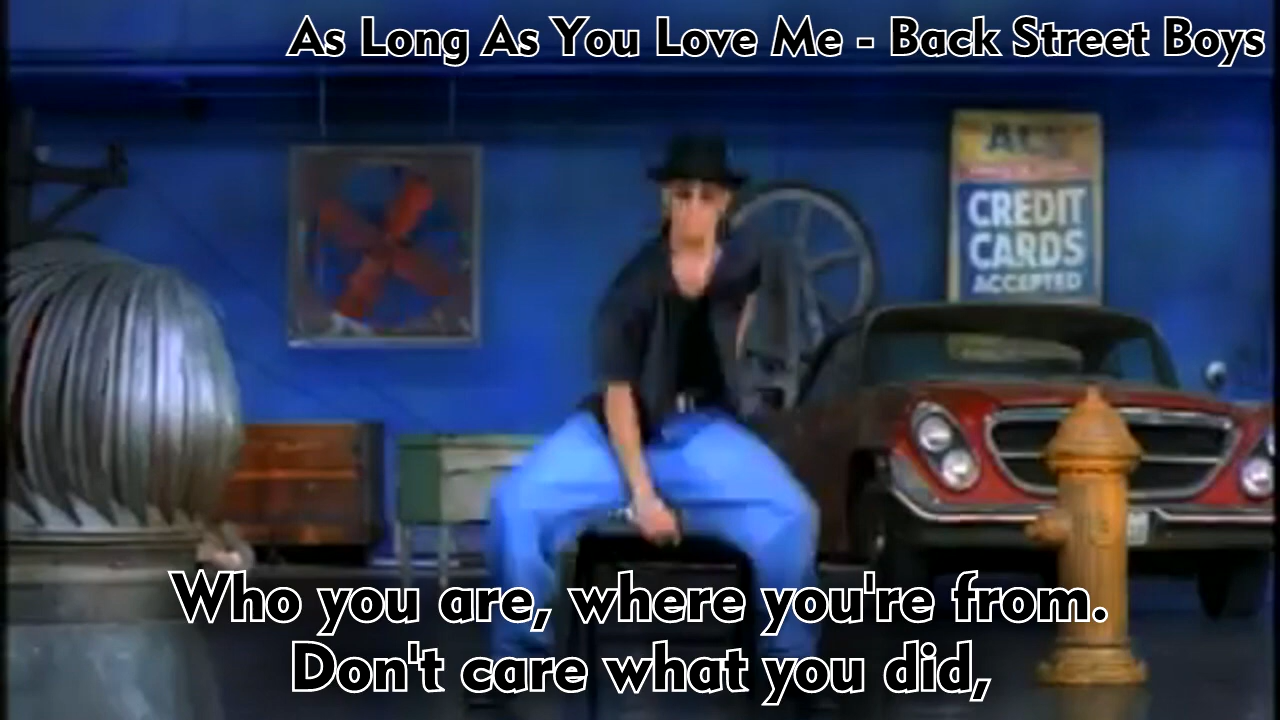 As Long As You Love Me - Back Street Boys
CREDIT
CARDS
ACCEPTED
Who you are, where you're from.
Don't care what you did,